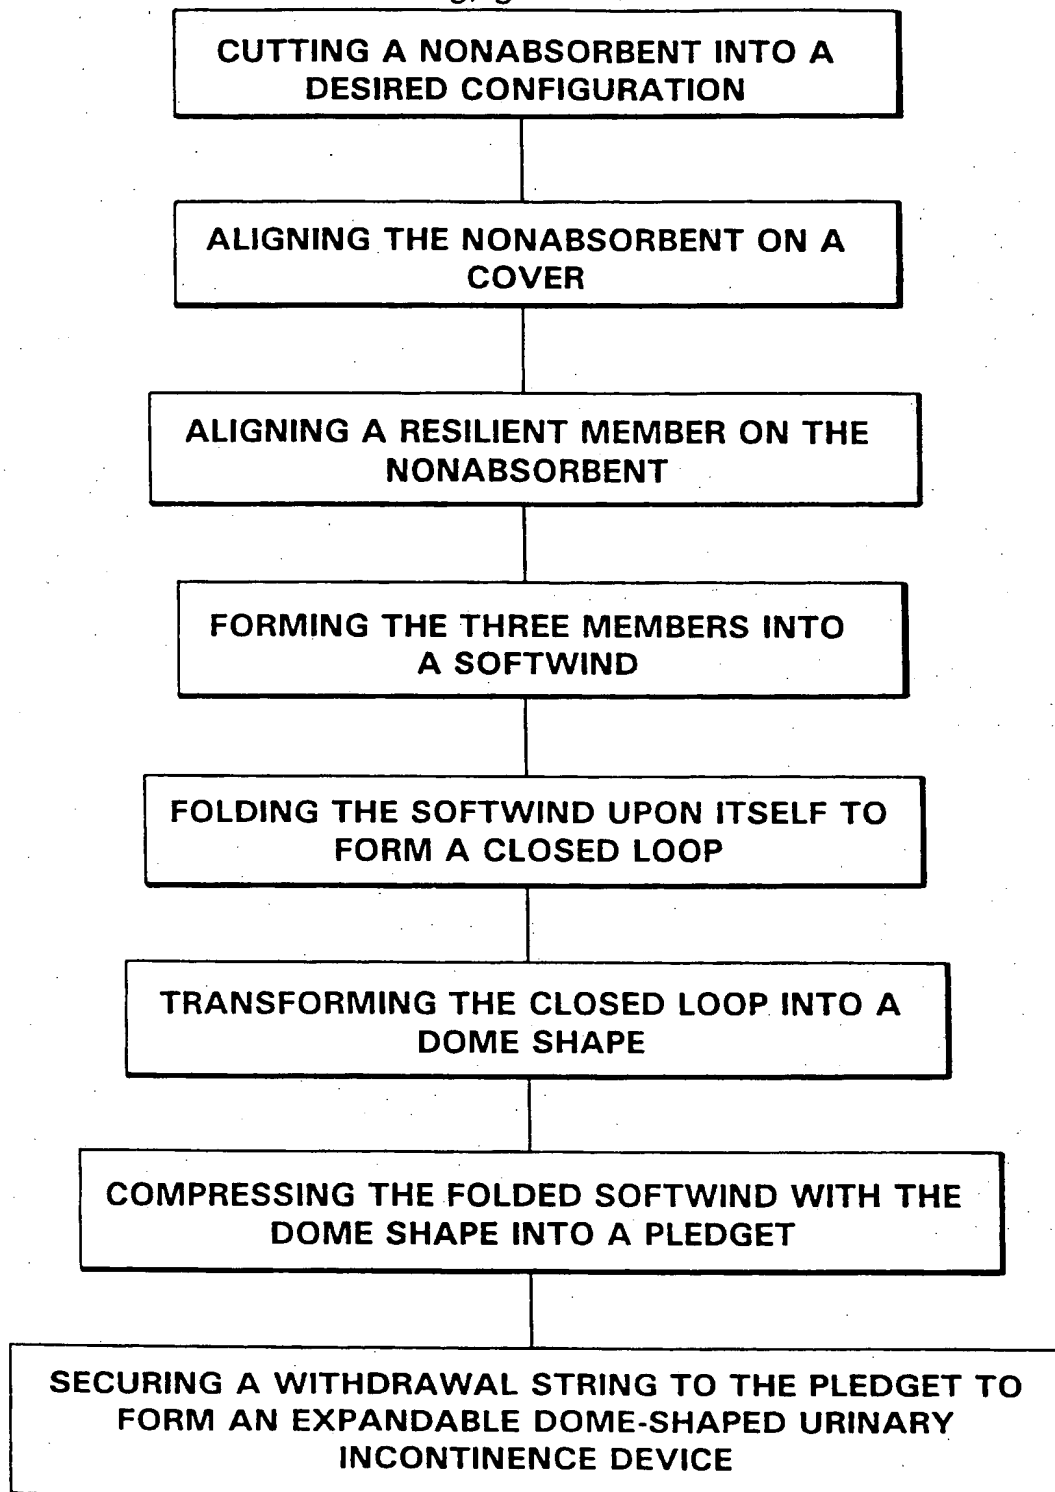 CUTTING A NONABSORBENT INTO A
DESIRED CONFIGURATION
ALIGNING THE NONABSORBENT ON A
COVER
ALIGNING A RESILIENT MEMBER ON THE
NONABSORBENT
FORMING THE THREE MEMBERS INTO
A SOFTWIND
FOLDING THE SOFTWIND UPON ITSELF TO
FORM A CLOSED LOOP
TRANSFORMING THE CLOSED LOOP INTO A
DOME SHAPE
COMPRESSING THE FOLDED SOFTWIND WITH THE
DOME SHAPE INTO A PLEDGET
SECURING A WITHDRAWAL STRING TO THE PLEDGET TO
FORM AN EXPANDABLE DOME-SHAPED URINARY
INCONTINENCE DEVICE